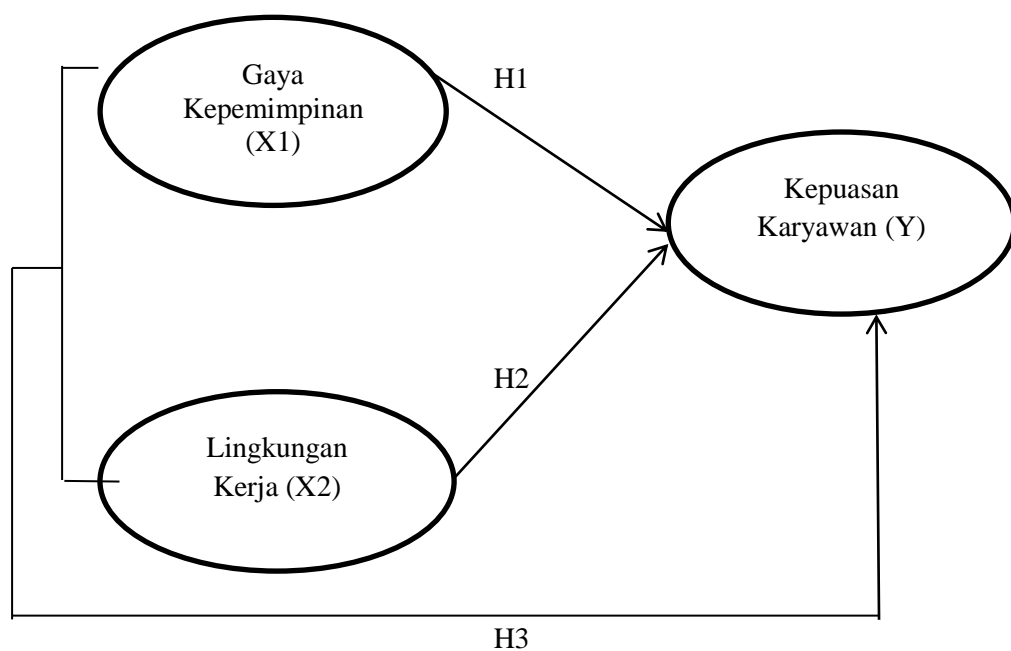 Gaya
Kepemimpinan
(X1)
H1
Kepuasan
Karyawan (Y)
H2
Lingkungan
Kerja (X2)
H3